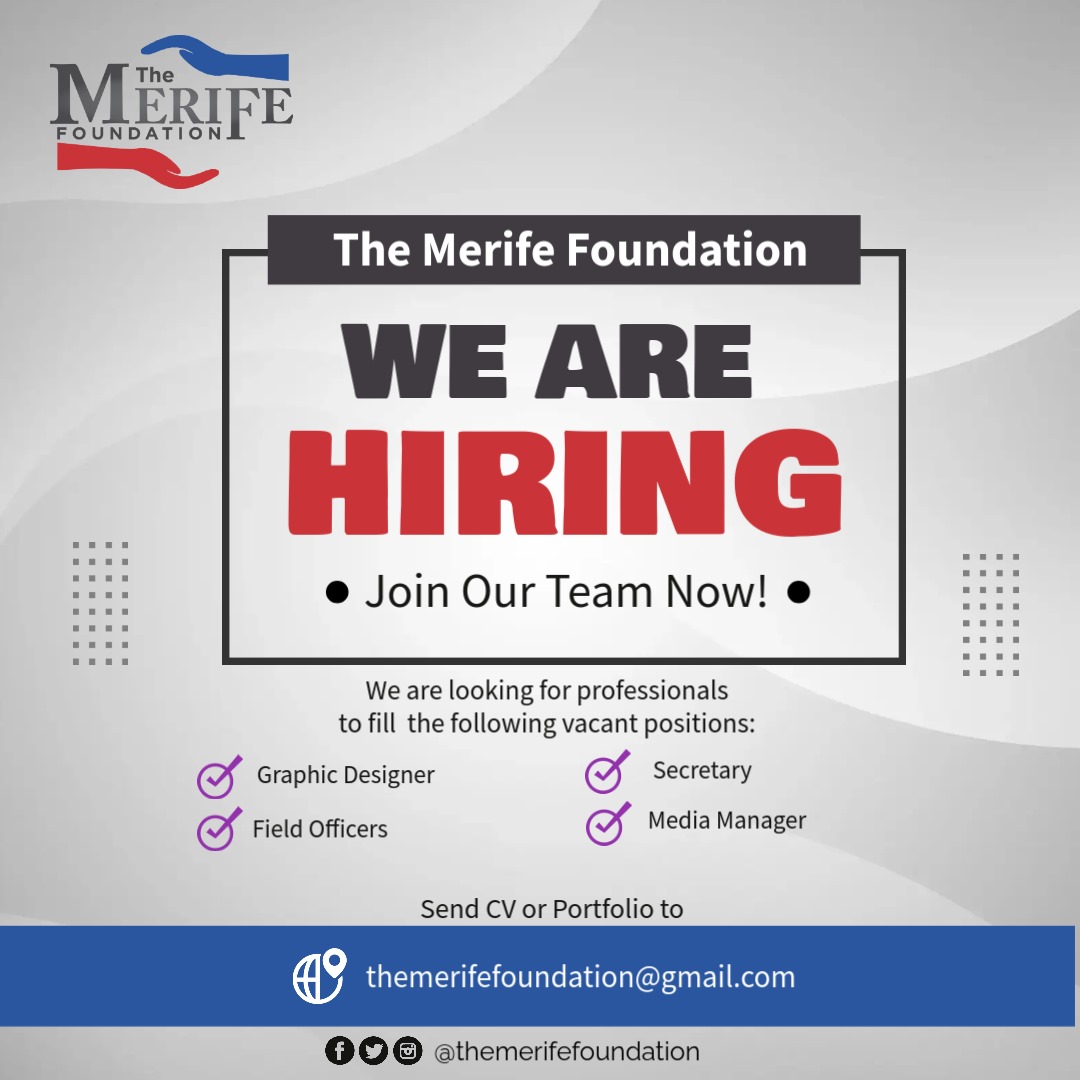 The
MERIFE
FOUNDATION
The Merife Foundation
WE ARE
HIRING
• Join Our Team Now! •
We are looking for professionals
to fill the following vacant positions:
Graphic Designer
Secretary
Field Officers
Media Manager
Send CV or Portfolio to
themerifefoundation@gmail.com
@themerifefoundation